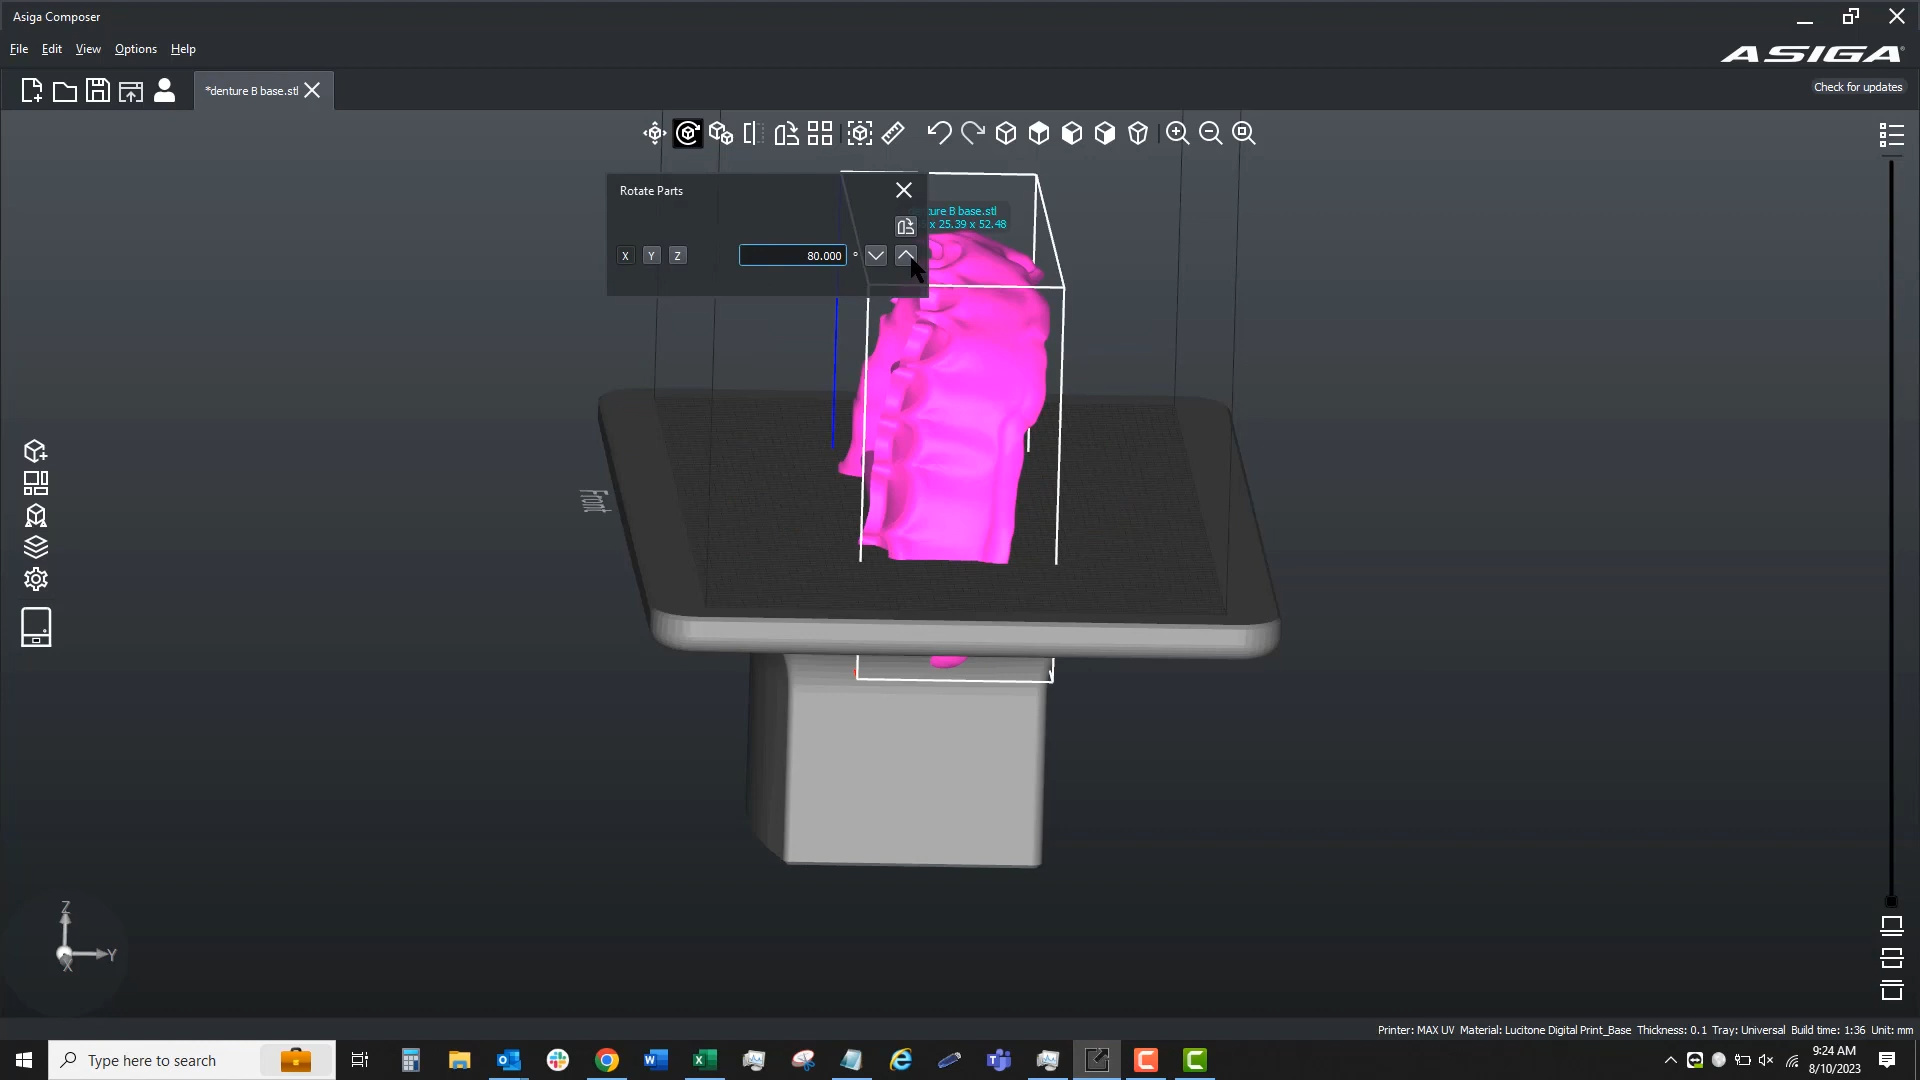 Asiga Composer
File Edit View Options Help
ASIGA
*denture B base.stl
Check for updates
Rotate Parts
ture B base.stl
x 25.39 x 52.48
X Y Z 80.000 °
Front
Z
Y
X
Printer: MAX UV Material: Lucitone Digital Print_Base Thickness: 0.1 Tray: Universal Build time: 1:36 Unit: mm
Type here to search
9:24 AM
8/10/2023